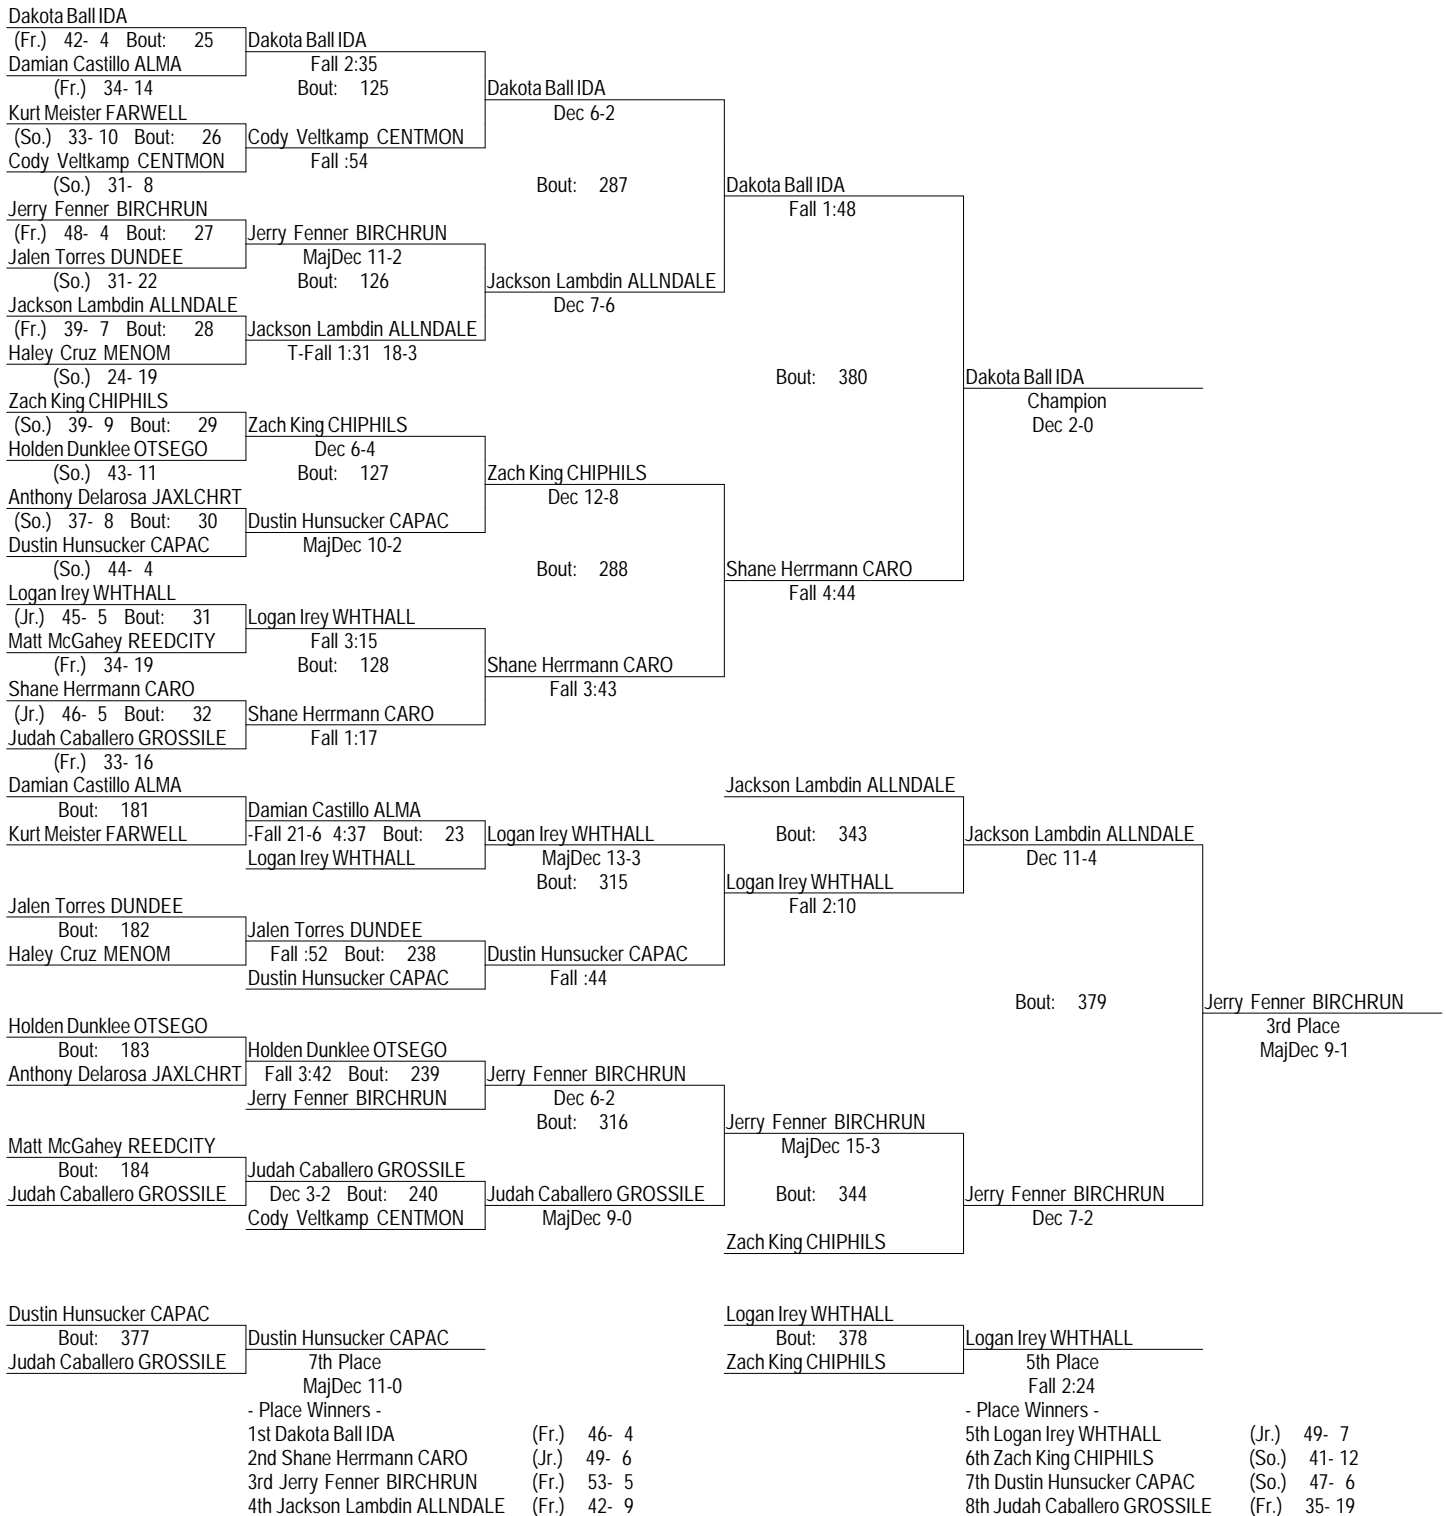 Dakota Ball IDA
(Fr.) 42- 4 Bout: 25 Dakota Ball IDA
Damian Castillo ALMA Fall 2:35
(Fr.) 34- 14 Bout: 125 Dakota Ball IDA
Kurt Meister FARWELL Dec 6-2
(So.) 33- 10 Bout: 26 Cody Veltkamp CENTMON
Cody Veltkamp CENTMON Fall :54
(So.) 31- 8 Bout: 287 Dakota Ball IDA
Jerry Fenner BIRCHRUN Fall 1:48
(Fr.) 48- 4 Bout: 27 Jerry Fenner BIRCHRUN
Jalen Torres DUNDEE MajDec 11-2
(So.) 31- 22 Bout: 126 Jackson Lambdin ALLNDALE
Jackson Lambdin ALLNDALE Dec 7-6
(Fr.) 39- 7 Bout: 28 Jackson Lambdin ALLNDALE
Haley Cruz MENOM T-Fall 1:31 18-3
(So.) 24- 19 Bout: 380 Dakota Ball IDA
Zach King CHIPHILS Champion
(So.) 39- 9 Bout: 29 Zach King CHIPHILS Dec 2-0
Holden Dunklee OTSEGO Dec 6-4
(So.) 43- 11 Bout: 127 Zach King CHIPHILS
Anthony Delarosa JAXLCHRT Dec 12-8
(So.) 37- 8 Bout: 30 Dustin Hunsucker CAPAC
Dustin Hunsucker CAPAC MajDec 10-2
(So.) 44- 4 Bout: 288 Shane Herrmann CARO
Logan Irey WHTHALL Fall 4:44
(Jr.) 45- 5 Bout: 31 Logan Irey WHTHALL
Matt McGahey REEDCITY Fall 3:15
(Fr.) 34- 19 Bout: 128 Shane Herrmann CARO
Shane Herrmann CARO Fall 3:43
(Jr.) 46- 5 Bout: 32 Shane Herrmann CARO
Judah Caballero GROSSILE Fall 1:17
(Fr.) 33- 16
Damian Castillo ALMA Jackson Lambdin ALLNDALE
Bout: 181 Damian Castillo ALMA
Kurt Meister FARWELL -Fall 21-6 4:37 Bout: 23 Logan Irey WHTHALL Bout: 343 Jackson Lambdin ALLNDALE
Logan Irey WHTHALL MajDec 13-3 Dec 11-4
Bout: 315 Logan Irey WHTHALL
Jalen Torres DUNDEE Fall 2:10
Bout: 182 Jalen Torres DUNDEE
Haley Cruz MENOM Fall :52 Bout: 238 Dustin Hunsucker CAPAC
Dustin Hunsucker CAPAC Fall :44
Bout: 379 Jerry Fenner BIRCHRUN
Holden Dunklee OTSEGO 3rd Place
Bout: 183 Holden Dunklee OTSEGO MajDec 9-1
Anthony Delarosa JAXLCHRT Fall 3:42 Bout: 239 Jerry Fenner BIRCHRUN
Jerry Fenner BIRCHRUN Dec 6-2
Bout: 316 Jerry Fenner BIRCHRUN
Matt McGahey REEDCITY MajDec 15-3
Bout: 184 Judah Caballero GROSSILE
Judah Caballero GROSSILE Dec 3-2 Bout: 240 Judah Caballero GROSSILE Bout: 344 Jerry Fenner BIRCHRUN
Cody Veltkamp CENTMON MajDec 9-0 Dec 7-2
Zach King CHIPHILS
Dustin Hunsucker CAPAC Logan Irey WHTHALL
Bout: 377 Dustin Hunsucker CAPAC Bout: 378 Logan Irey WHTHALL
Judah Caballero GROSSILE 7th Place Zach King CHIPHILS 5th Place
MajDec 11-0 Fall 2:24
- Place Winners - - Place Winners -
1st Dakota Ball IDA (Fr.) 46- 4 5th Logan Irey WHTHALL (Jr.) 49- 7
2nd Shane Herrmann CARO (Jr.) 49- 6 6th Zach King CHIPHILS (So.) 41- 12
3rd Jerry Fenner BIRCHRUN (Fr.) 53- 5 7th Dustin Hunsucker CAPAC (So.) 47- 6
4th Jackson Lambdin ALLNDALE (Fr.) 42- 9 8th Judah Caballero GROSSILE (Fr.) 35- 19